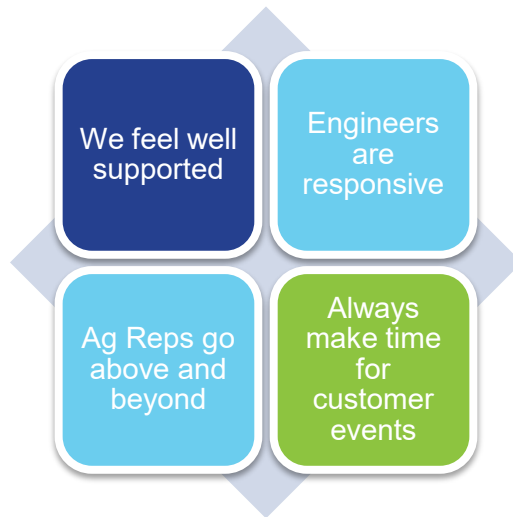 We feel well
supported
Engineers
are
responsive
Ag Reps go
above and
beyond
Always
make time
for
customer
events